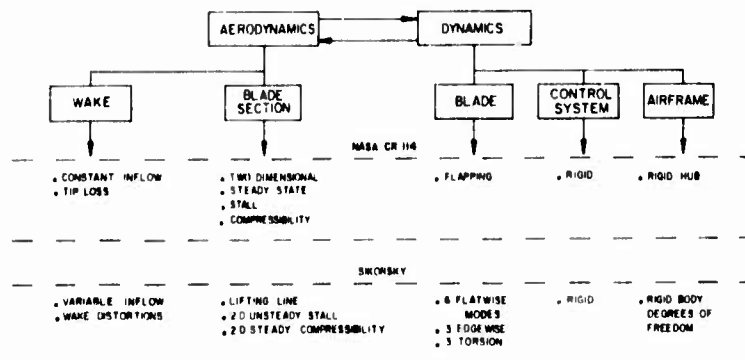 AERODYNAMICS
DYNAMICS
WAKE
BLADE
SECTION
BLADE
CONTROL
SYSTEM
AIRFRAME
NASA CR 114
. CONSTANT INFLOW
. TIP LOSS
. TWO DIMENSIONAL
. STEADY STATE
. STALL
. COMPRESSIBILITY
. FLAPPING
. RIGID
. RIGID HUB
SIKORSKY
. VARIABLE INFLOW
. WAKE DISTORTIONS
. LIFTING LINE
. 2D UNSTEADY STALL
. 2D STEADY COMPRESSIBILITY
. 6 FLATWISE
MODES
. 3 EDGEWISE
. 3 TORSION
. RIGID
. RIGID BODY
DEGREES OF
FREEDOM